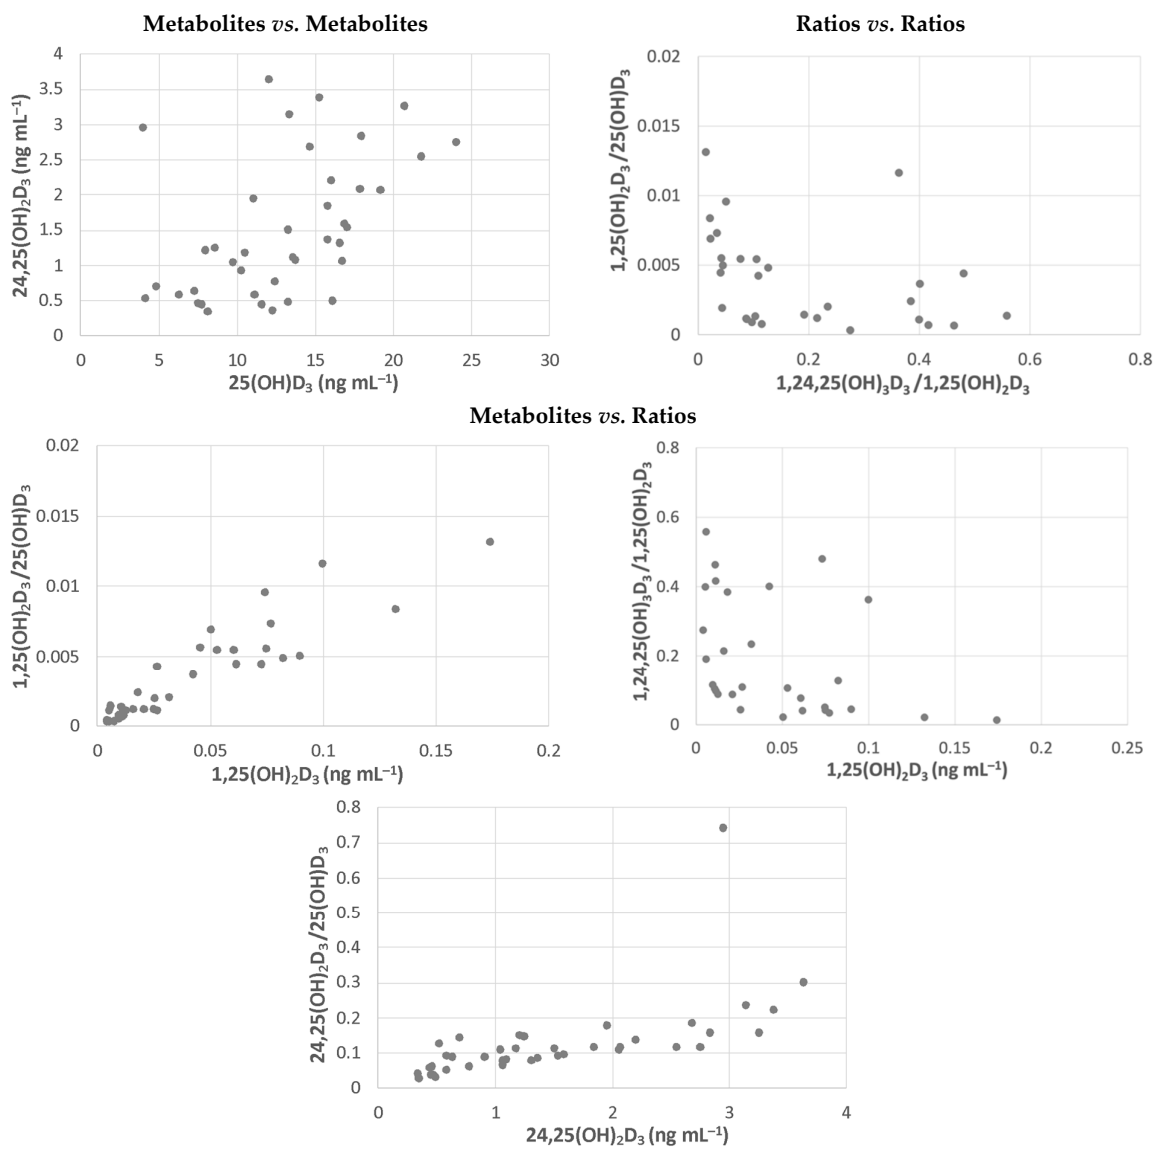 Metabolites vs. Metabolites
Ratios vs. Ratios
4
3.5
3
2.5
2
1.5
1
0.5
0
24,25(OH)₂D₃ (ng mL⁻¹)
0 5 10 15 20 25 30
25(OH)D₃ (ng mL⁻¹)
0.02
0.015
0.01
0.005
0
1,25(OH)₂D₃/25(OH)D₃
0 0.2 0.4 0.6 0.8
1,24,25(OH)₃D₃/1,25(OH)₂D₃
Metabolites vs. Ratios
0.02
0.015
0.01
0.005
0
1,25(OH)₂D₃/25(OH)D₃
0 0.05 0.1 0.15 0.2
1,25(OH)₂D₃ (ng mL⁻¹)
0.8
0.6
0.4
0.2
0
1,24,25(OH)₃D₃/1,25(OH)₂D₃
0 0.05 0.1 0.15 0.2 0.25
1,25(OH)₂D₃ (ng mL⁻¹)
0.8
0.7
0.6
0.5
0.4
0.3
0.2
0.1
0
24,25(OH)₂D₃/25(OH)D₃
0 1 2 3 4
24,25(OH)₂D₃ (ng mL⁻¹)